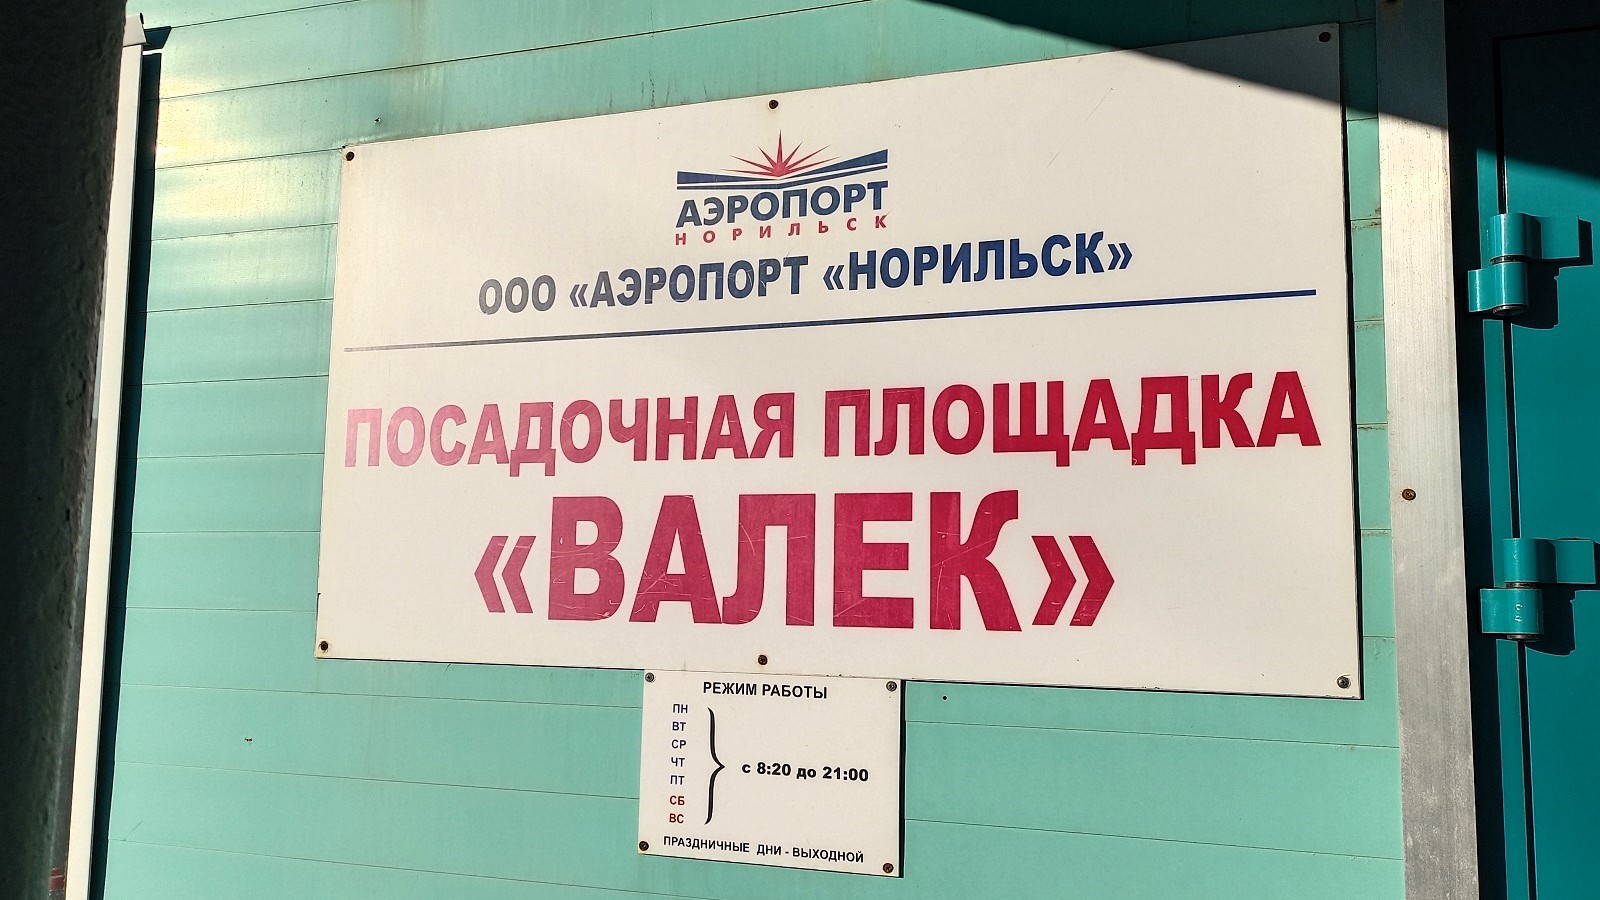 АЭРОПОРТ
НОРИЛЬСК
ООО «АЭРОПОРТ «НОРИЛЬСК»
ПОСАДОЧНАЯ ПЛОЩАДКА
«ВАЛЕК»
РЕЖИМ РАБОТЫ
ПН
ВТ
СР
ЧТ
ПТ
СБ
ВС
с 8:20 до 21:00
ПРАЗДНИЧНЫЕ ДНИ - ВЫХОДНОЙ